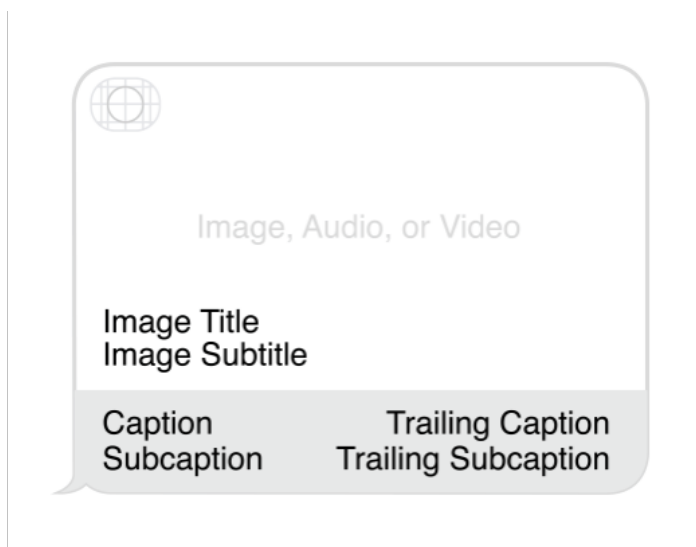 Image, Audio, or Video
Image Title
Image Subtitle
Caption Trailing Caption
Subcaption Trailing Subcaption